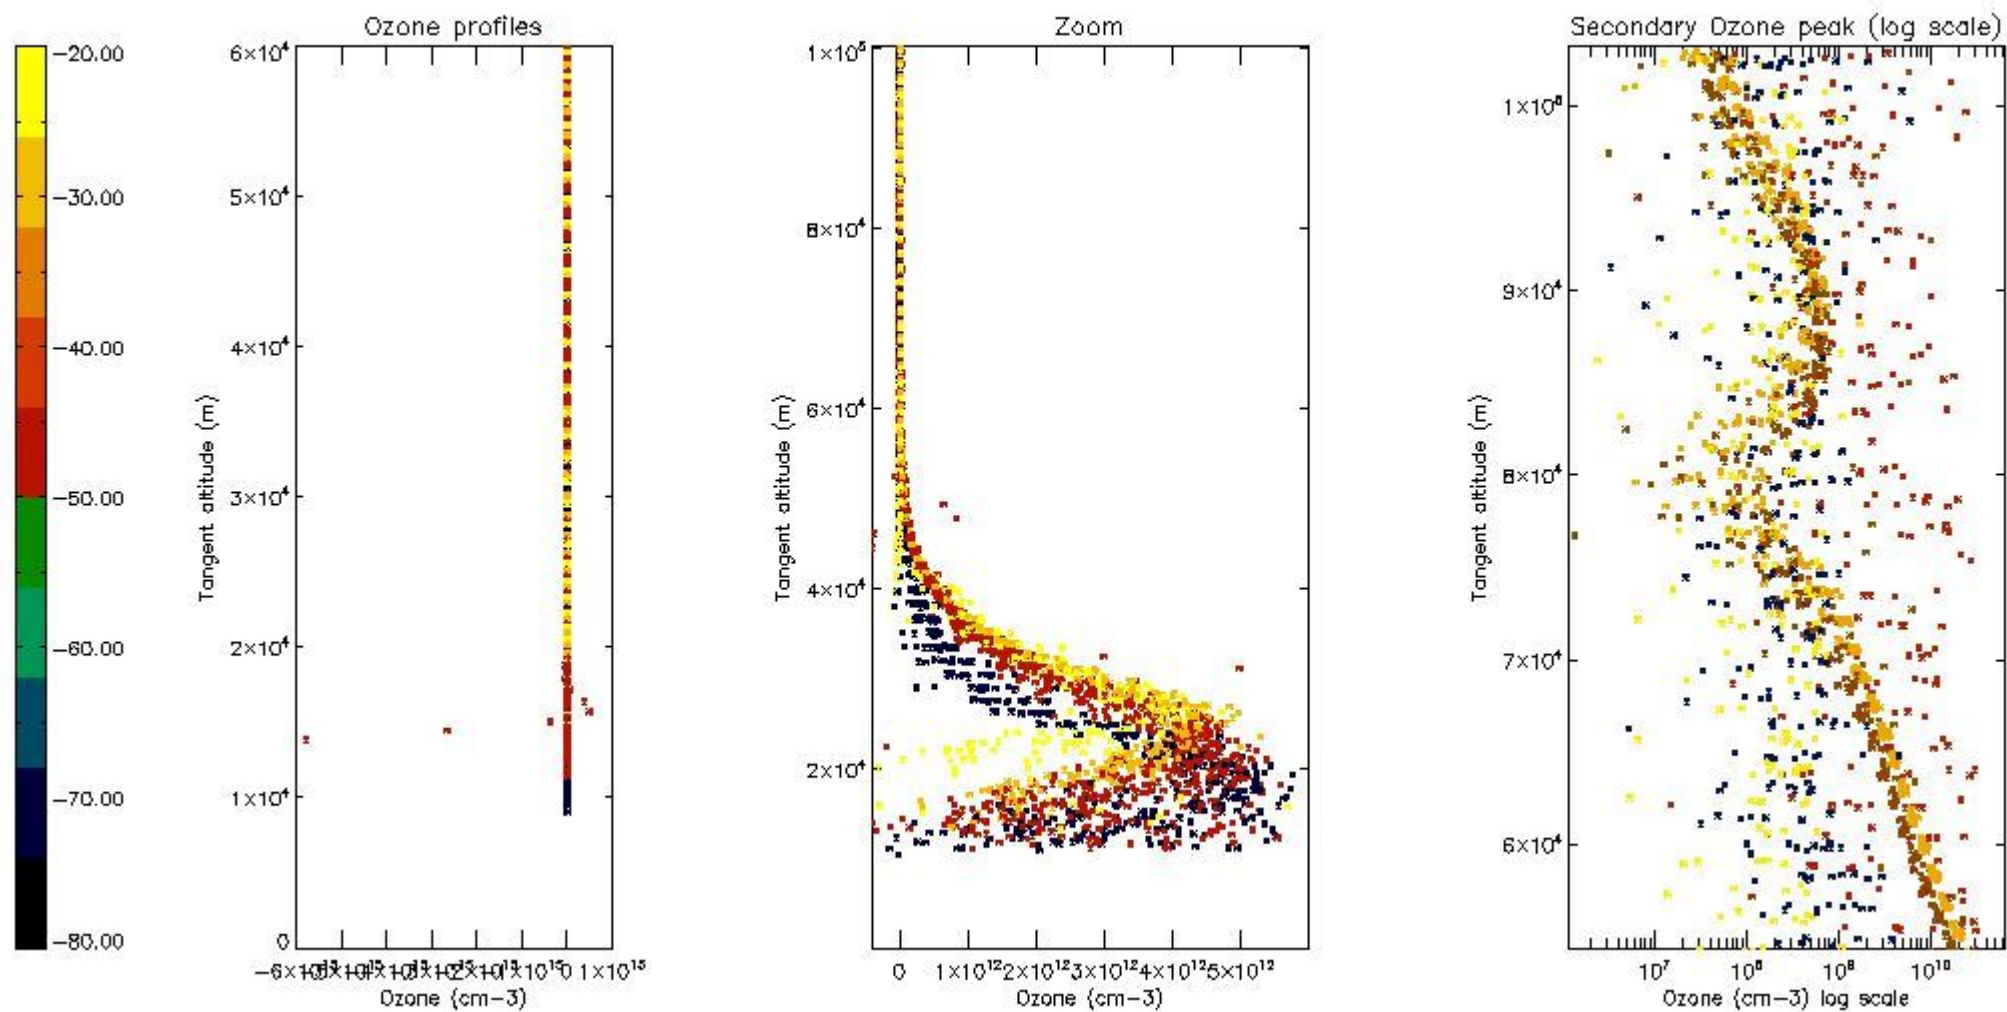 Ozone profiles
Zoom
Secondary Ozone peak (log scale)
-20.00
-30.00
-40.00
-50.00
-60.00
-70.00
-80.00
6×10⁴
5×10⁴
4×10⁴
3×10⁴
2×10⁴
1×10⁴
0
Tangent altitude (m)
0 1×10¹⁵
Ozone (cm-3)
1×10⁵
8×10⁴
6×10⁴
4×10⁴
2×10⁴
Tangent altitude (m)
0 1×10¹² 2×10¹² 3×10¹² 4×10¹² 5×10¹²
Ozone (cm-3)
9×10⁴
8×10⁴
7×10⁴
6×10⁴
Tangent altitude (m)
10⁷ 10⁸ 10⁹ 10¹⁰
Ozone (cm-3) log scale